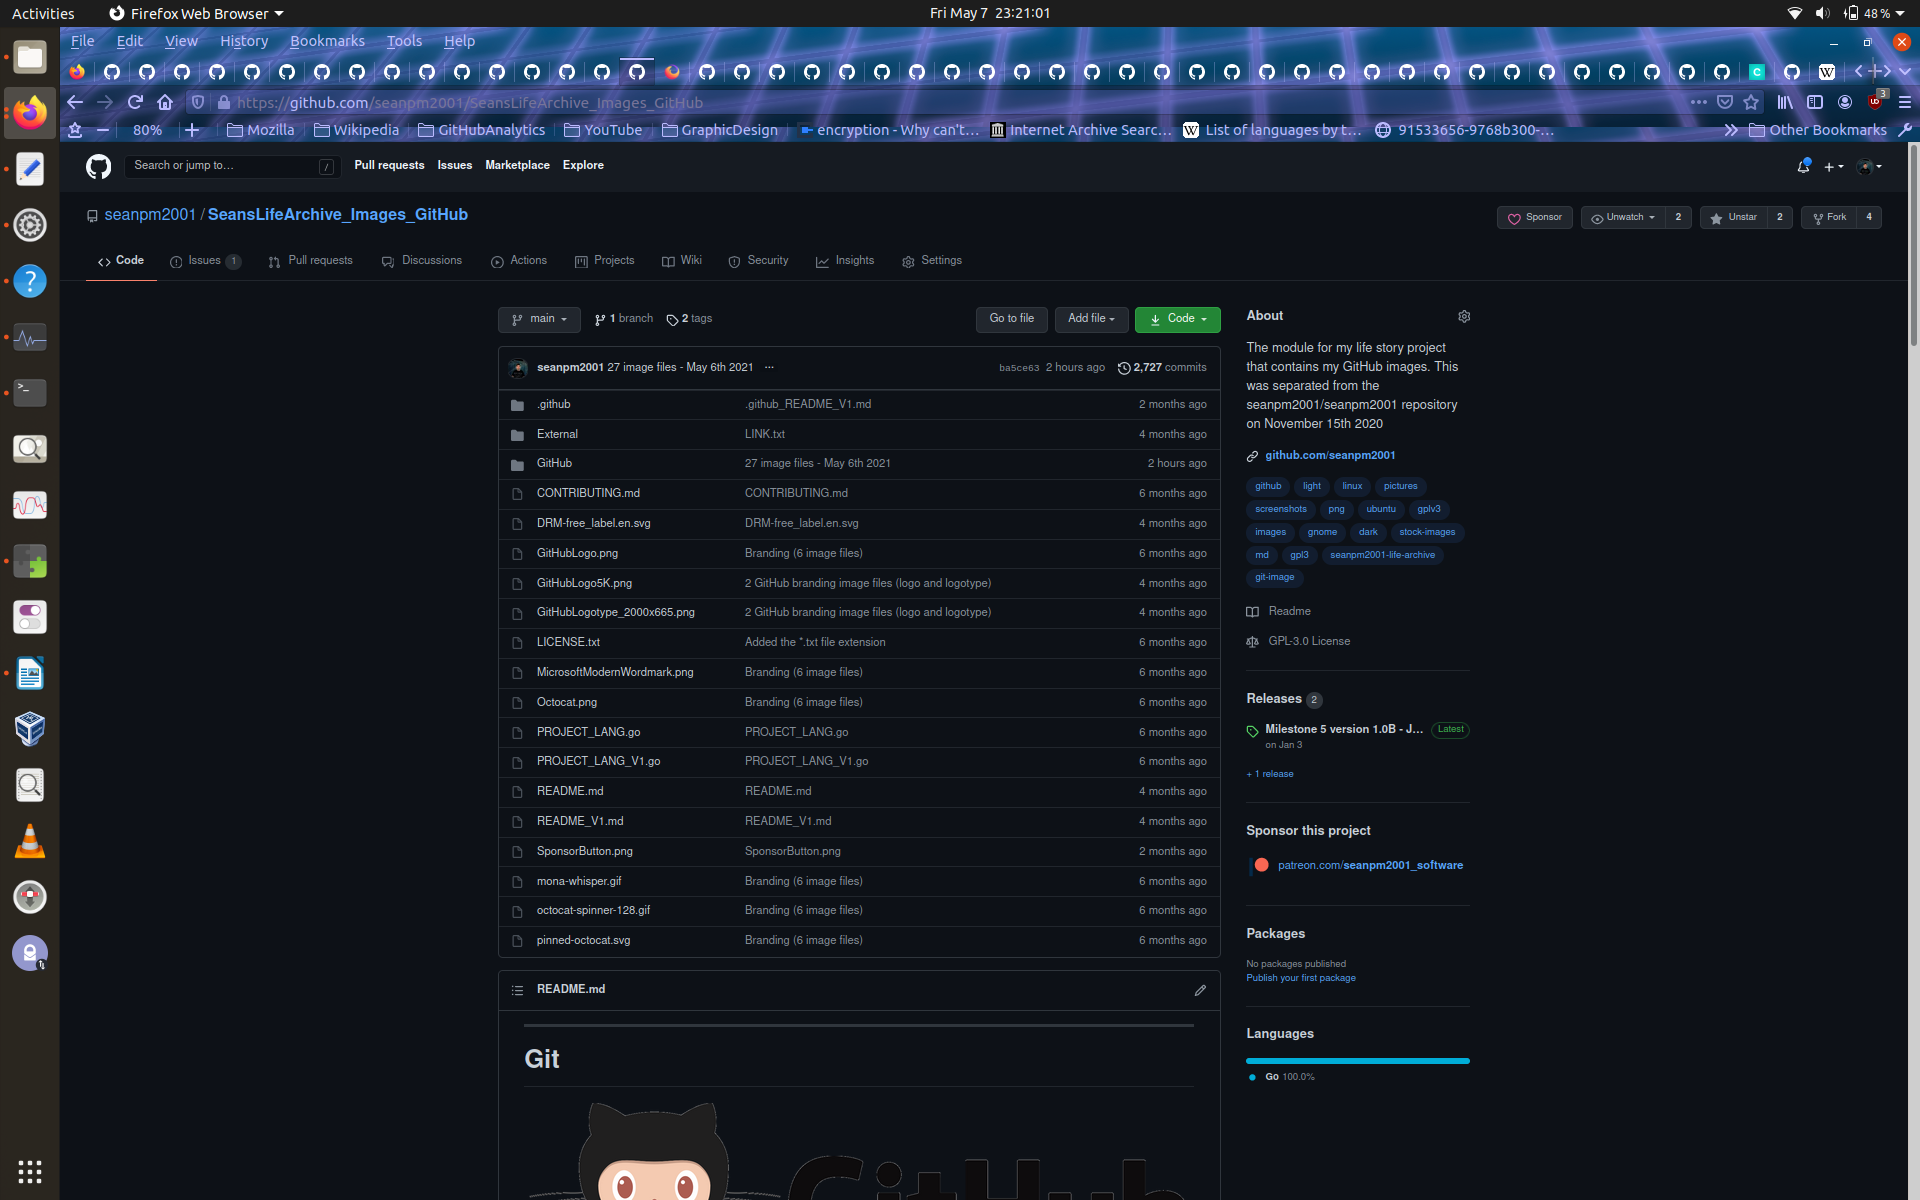 Activities Firefox Web Browser Fri May 7 23:21:01 48 %
File Edit View History Bookmarks Tools Help
https://github.com/seanpm2001/SeansLifeArchive_Images_GitHub 3
80% Mozilla Wikipedia GitHubAnalytics YouTube GraphicDesign encryption - Why can't… Internet Archive Searc… List of languages by t… 91533656-9768b300-… Other Bookmarks
Search or jump to… / Pull requests Issues Marketplace Explore
seanpm2001 / SeansLifeArchive_Images_GitHub Sponsor Unwatch 2 Unstar 2 Fork 4
Code Issues 1 Pull requests Discussions Actions Projects Wiki Security Insights Settings
main 1 branch 2 tags Go to file Add file Code
seanpm2001 27 image files - May 6th 2021 ... ba5ce63 2 hours ago 2,727 commits
.github .github_README_V1.md 2 months ago
External LINK.txt 4 months ago
GitHub 27 image files - May 6th 2021 2 hours ago
CONTRIBUTING.md CONTRIBUTING.md 6 months ago
DRM-free_label.en.svg DRM-free_label.en.svg 4 months ago
GitHubLogo.png Branding (6 image files) 6 months ago
GitHubLogo5K.png 2 GitHub branding image files (logo and logotype) 4 months ago
GitHubLogotype_2000x665.png 2 GitHub branding image files (logo and logotype) 4 months ago
LICENSE.txt Added the *.txt file extension 6 months ago
MicrosoftModernWordmark.png Branding (6 image files) 6 months ago
Octocat.png Branding (6 image files) 6 months ago
PROJECT_LANG.go PROJECT_LANG.go 6 months ago
PROJECT_LANG_V1.go PROJECT_LANG_V1.go 6 months ago
README.md README.md 4 months ago
README_V1.md README_V1.md 4 months ago
SponsorButton.png SponsorButton.png 2 months ago
mona-whisper.gif Branding (6 image files) 6 months ago
octocat-spinner-128.gif Branding (6 image files) 6 months ago
pinned-octocat.svg Branding (6 image files) 6 months ago
README.md
Git
GitHub
About
The module for my life story project
that contains my GitHub images. This
was separated from the
seanpm2001/seanpm2001 repository
on November 15th 2020
github.com/seanpm2001
github light linux pictures
screenshots png ubuntu gplv3
images gnome dark stock-images
md gpl3 seanpm2001-life-archive
git-image
Readme
GPL-3.0 License
Releases 2
Milestone 5 version 1.0B - J... Latest
on Jan 3
+ 1 release
Sponsor this project
patreon.com/seanpm2001_software
Packages
No packages published
Publish your first package
Languages
Go 100.0%